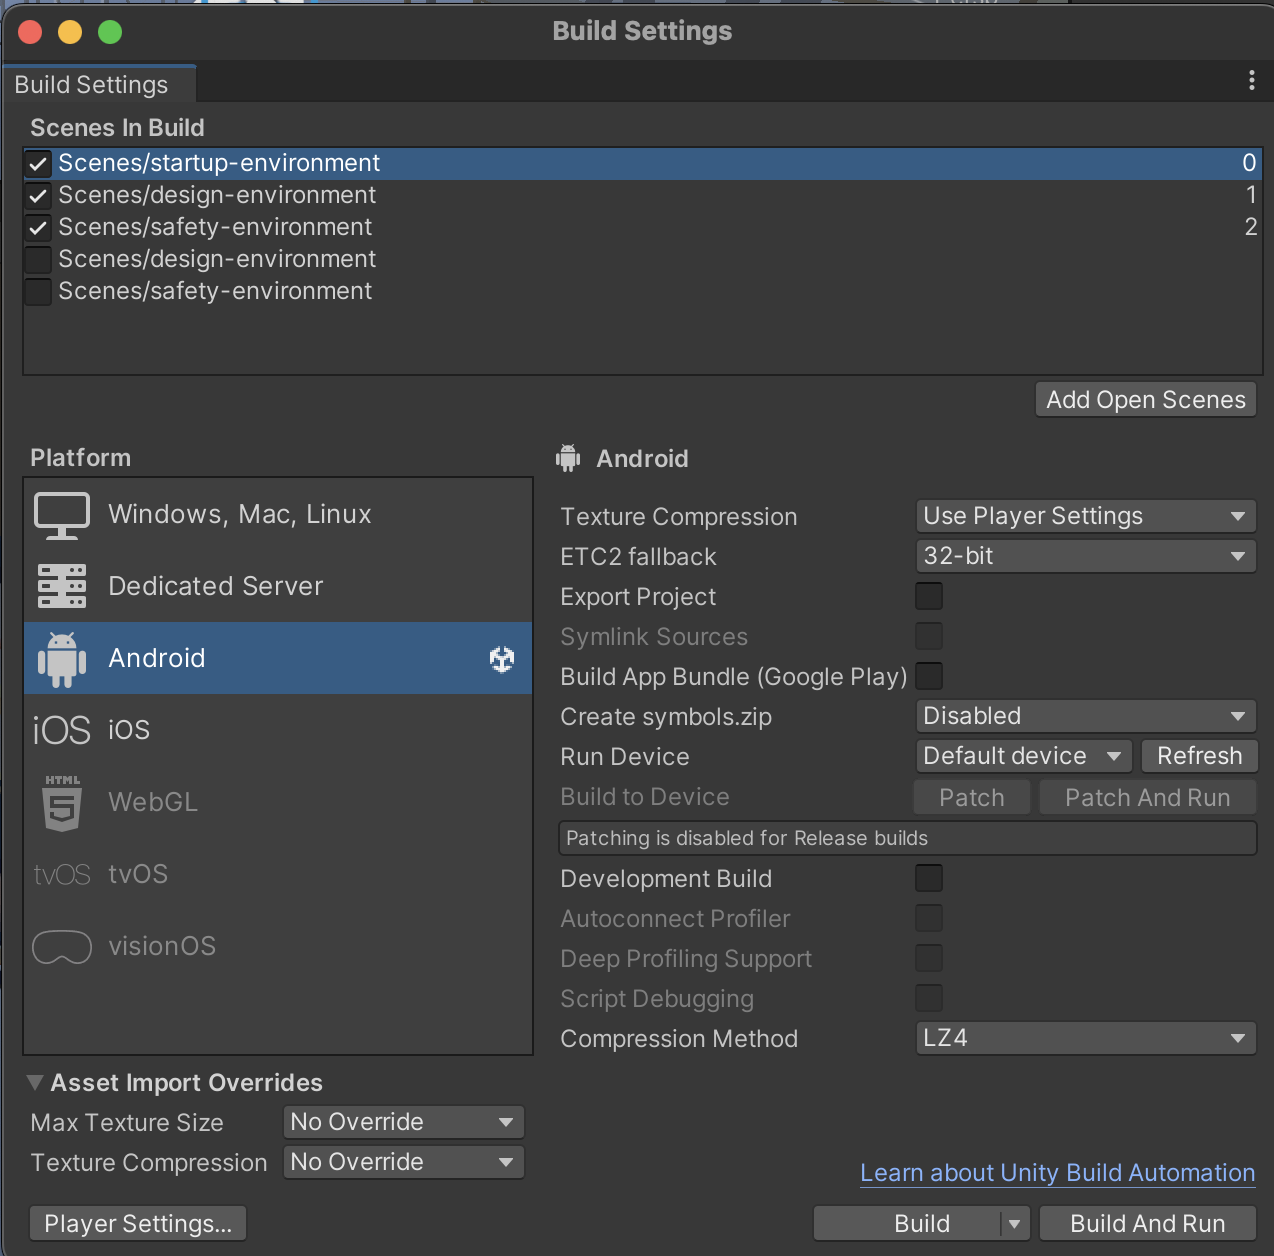 Build Settings
Build Settings
Scenes In Build
Scenes/startup-environment 0
Scenes/design-environment 1
Scenes/safety-environment 2
Scenes/design-environment
Scenes/safety-environment
Add Open Scenes
Platform
Windows, Mac, Linux
Dedicated Server
Android
iOS iOS
HTML 5 WebGL
tvOS tvOS
visionOS
Android
Texture Compression Use Player Settings
ETC2 fallback 32-bit
Export Project
Symlink Sources
Build App Bundle (Google Play)
Create symbols.zip Disabled
Run Device Default device Refresh
Build to Device Patch Patch And Run
Patching is disabled for Release builds
Development Build
Autoconnect Profiler
Deep Profiling Support
Script Debugging
Compression Method LZ4
Asset Import Overrides
Max Texture Size No Override
Texture Compression No Override
Learn about Unity Build Automation
Player Settings... Build Build And Run